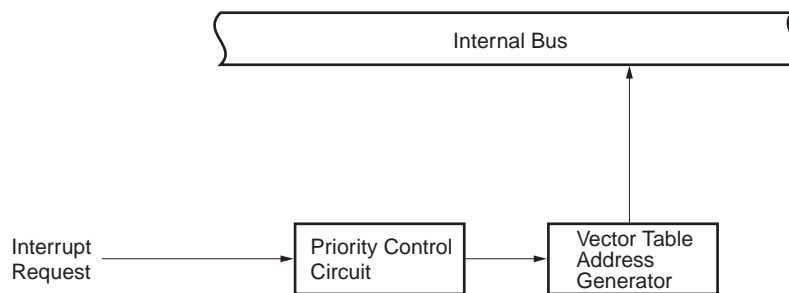 Internal Bus
Interrupt
Request
Priority Control
Circuit
Vector Table
Address
Generator